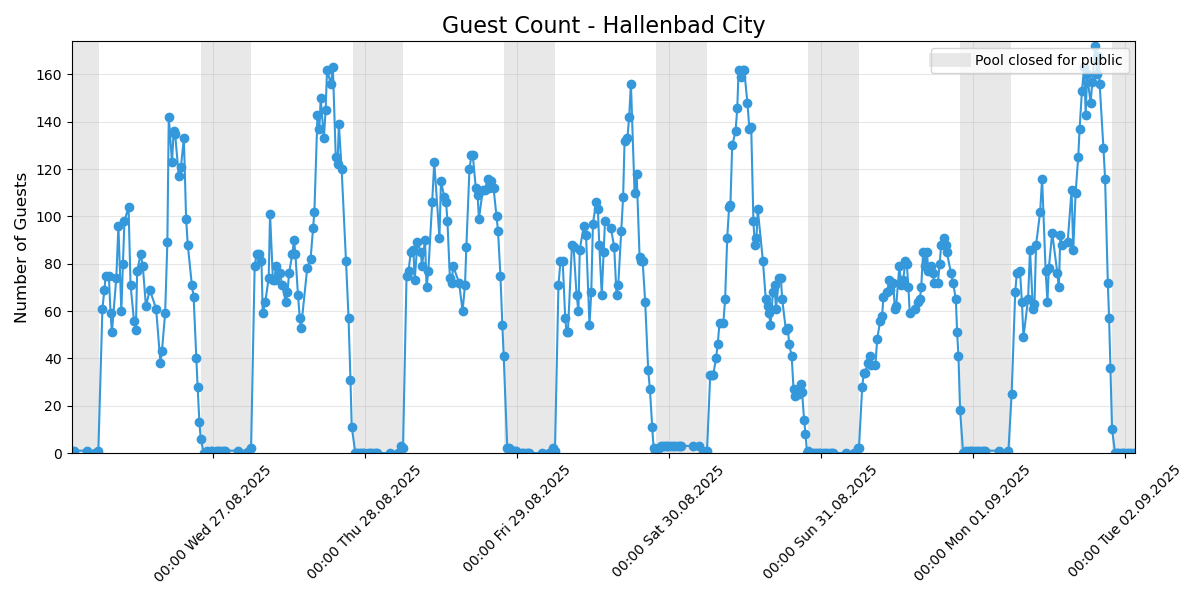 Guest Count - Hallenbad City
Pool closed for public
Number of Guests
160
140
120
100
80
60
40
20
0
00:00 Wed 27.08.2025
00:00 Thu 28.08.2025
00:00 Fri 29.08.2025
00:00 Sat 30.08.2025
00:00 Sun 31.08.2025
00:00 Mon 01.09.2025
00:00 Tue 02.09.2025